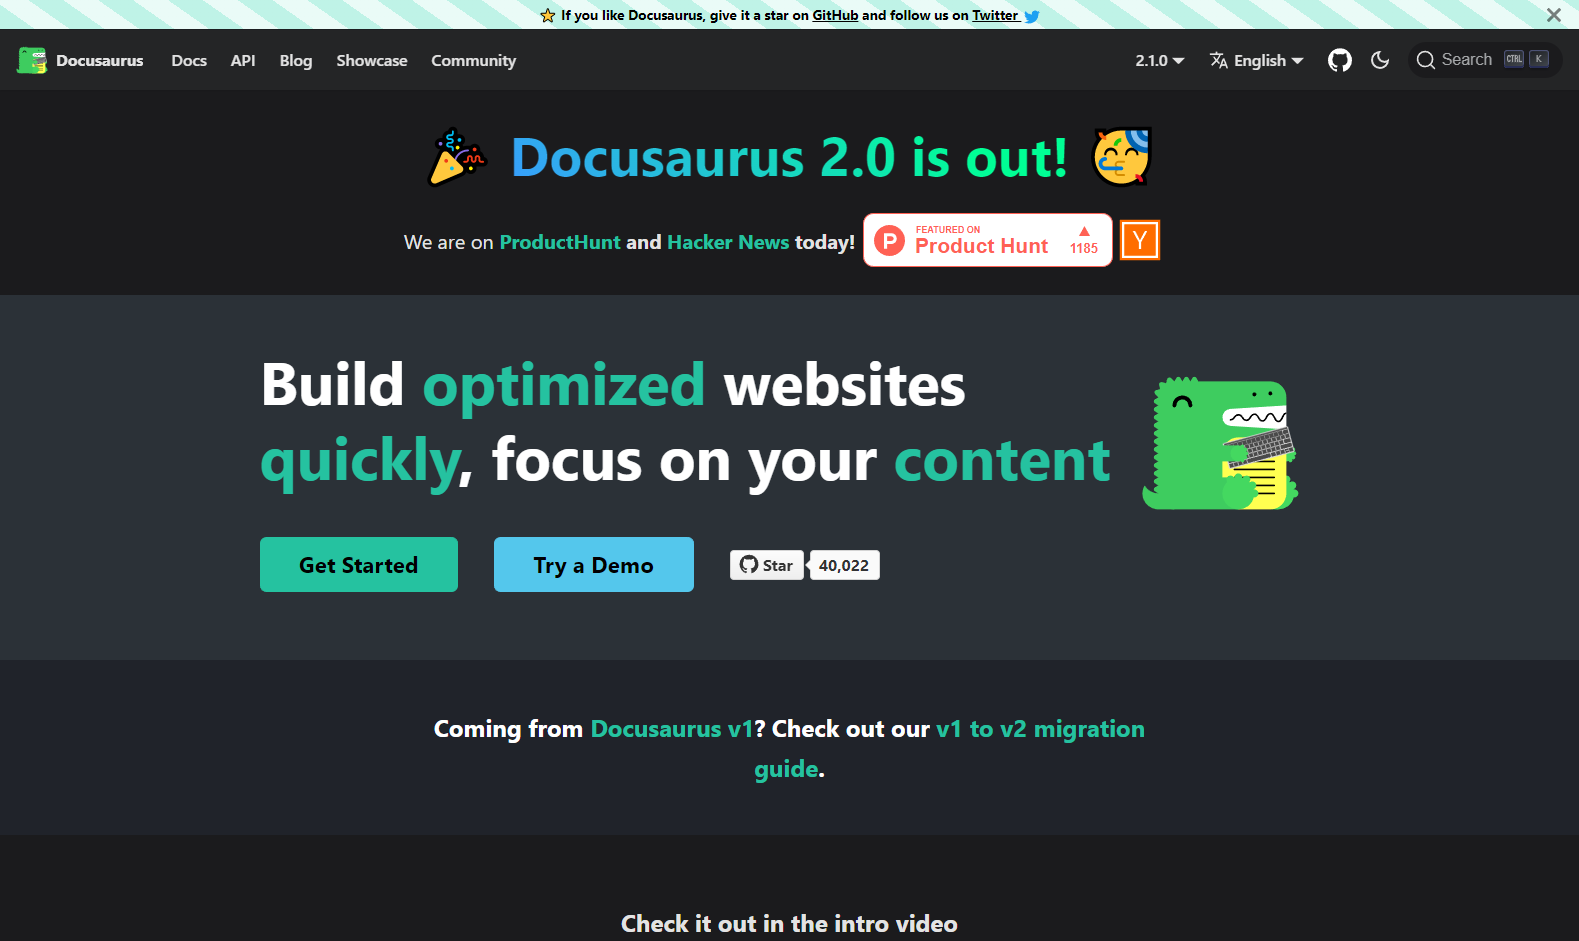 ⭐ If you like Docusaurus, give it a star on GitHub and follow us on Twitter
Docusaurus Docs API Blog Showcase Community 2.1.0 English Search CTRL K
Docusaurus 2.0 is out!
We are on ProductHunt and Hacker News today!
P FEATURED ON
Product Hunt
1185
Y
Build optimized websites
quickly, focus on your content
Get Started Try a Demo Star 40,022
Coming from Docusaurus v1? Check out our v1 to v2 migration
guide.
Check it out in the intro video